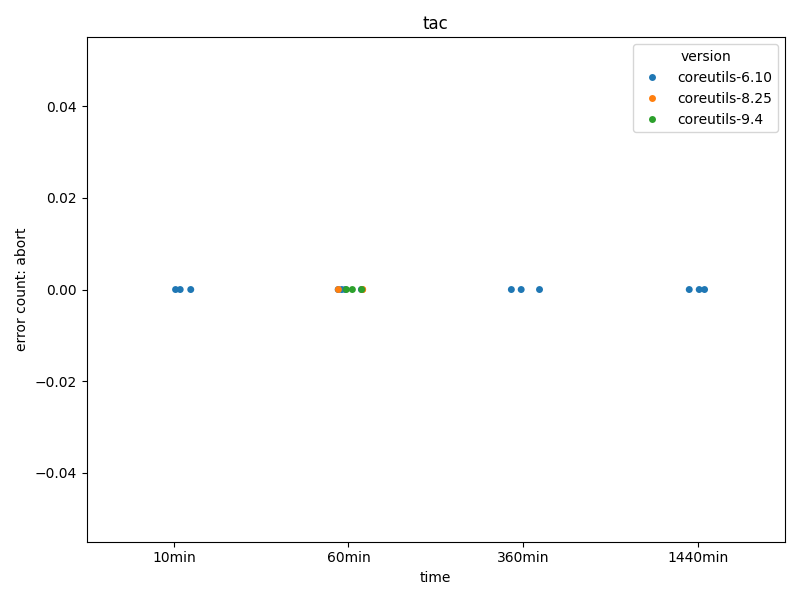 tac
version
coreutils-6.10
coreutils-8.25
coreutils-9.4
0.04
0.02
0.00
−0.02
−0.04
error count: abort
10min
60min
360min
1440min
time